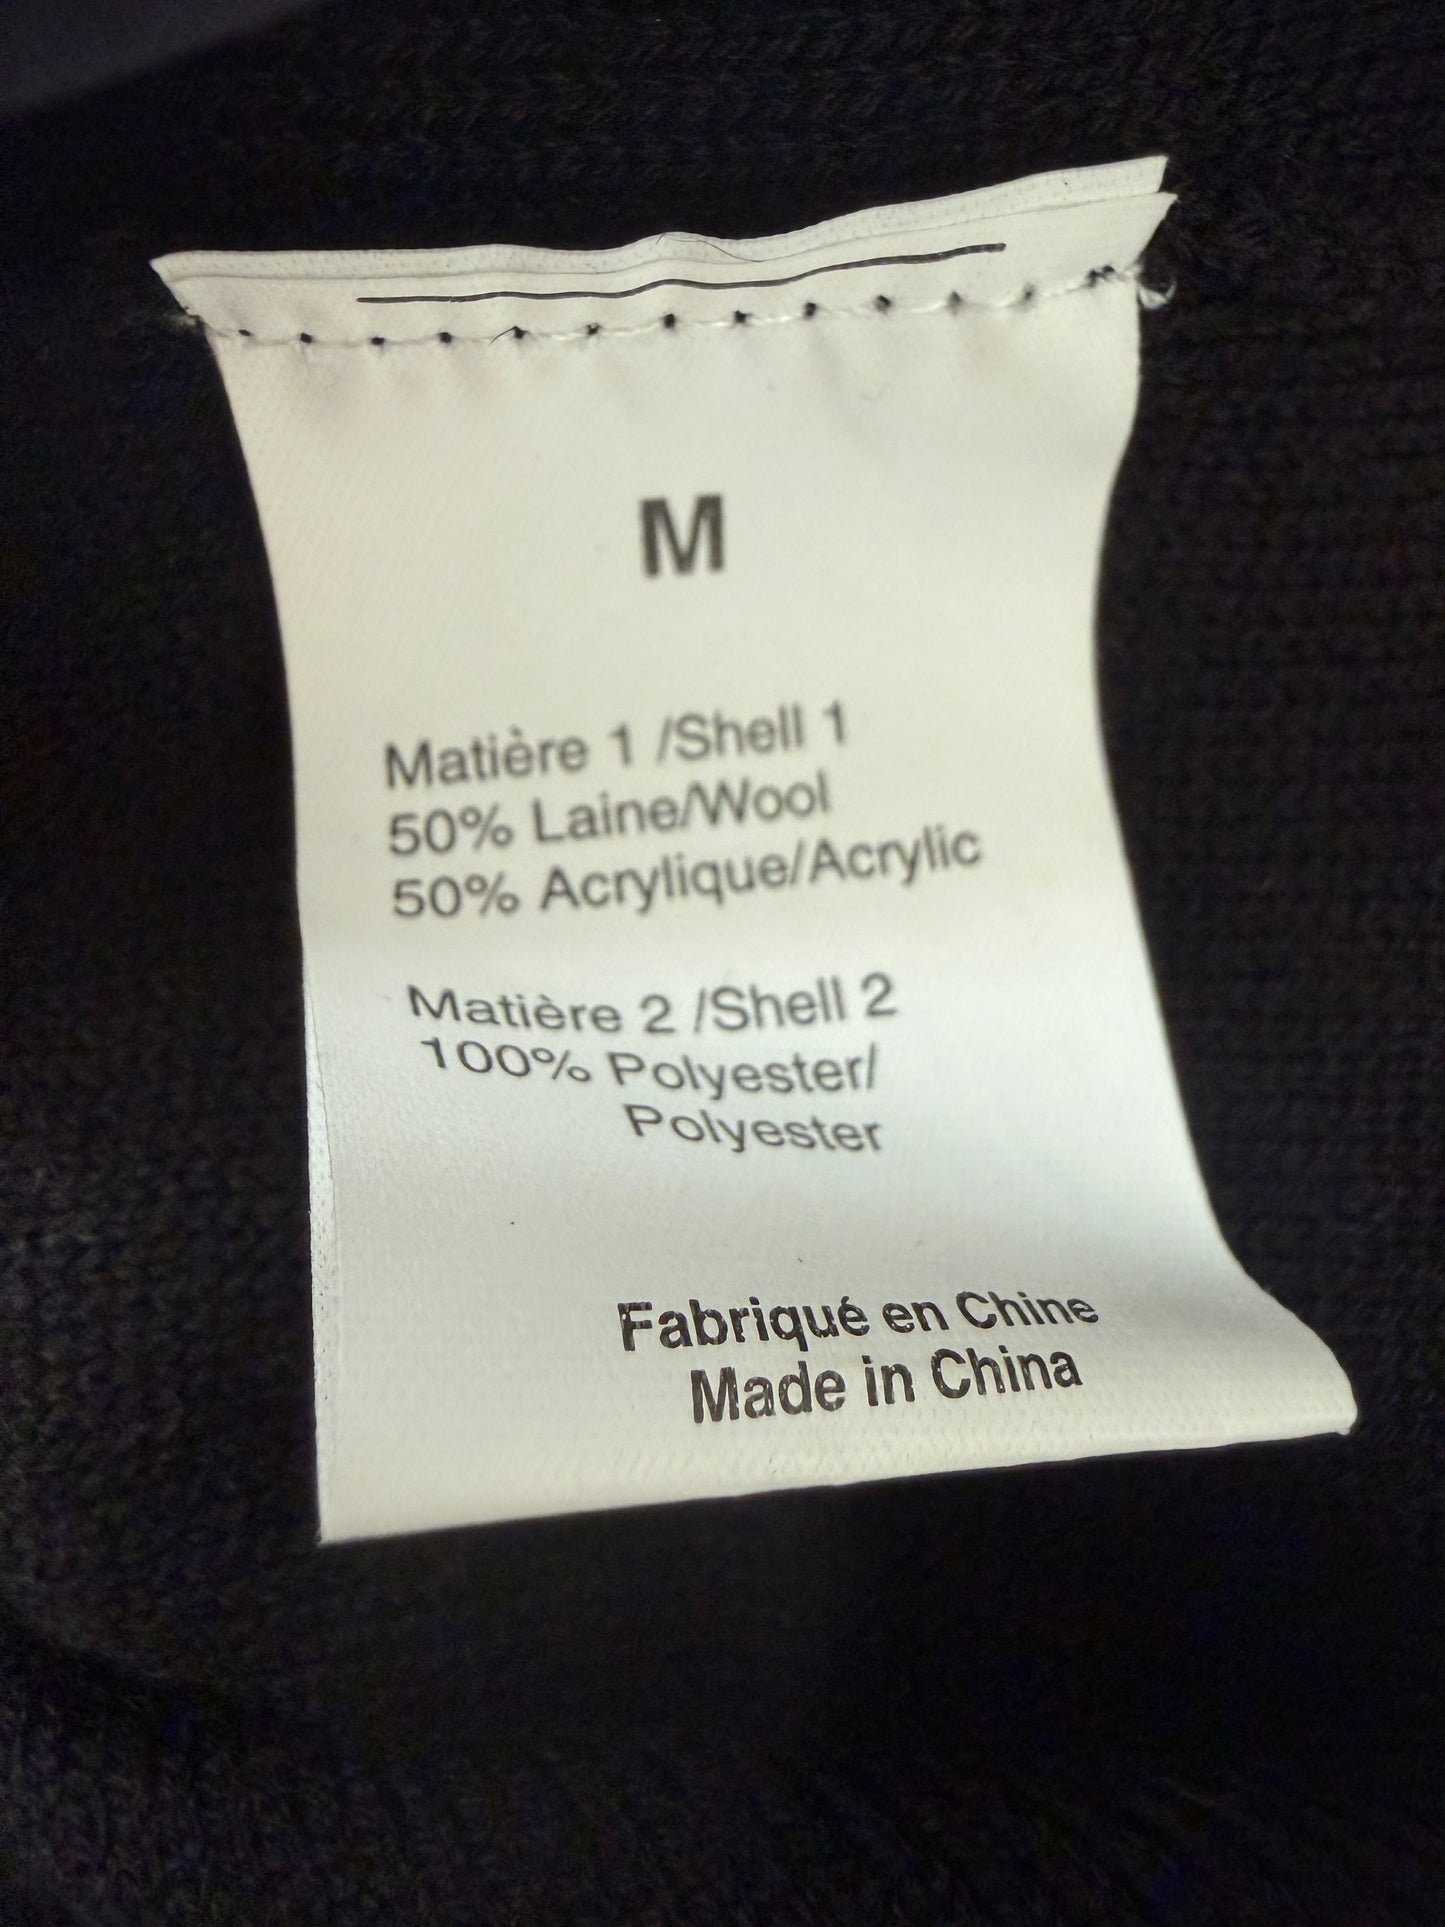 M
Matière 1 /Shell 1
50% Laine/Wool
50% Acrylique/Acrylic
Matière 2 /Shell 2
100% Polyester/
Polyester
Fabriqué en Chine
Made in China